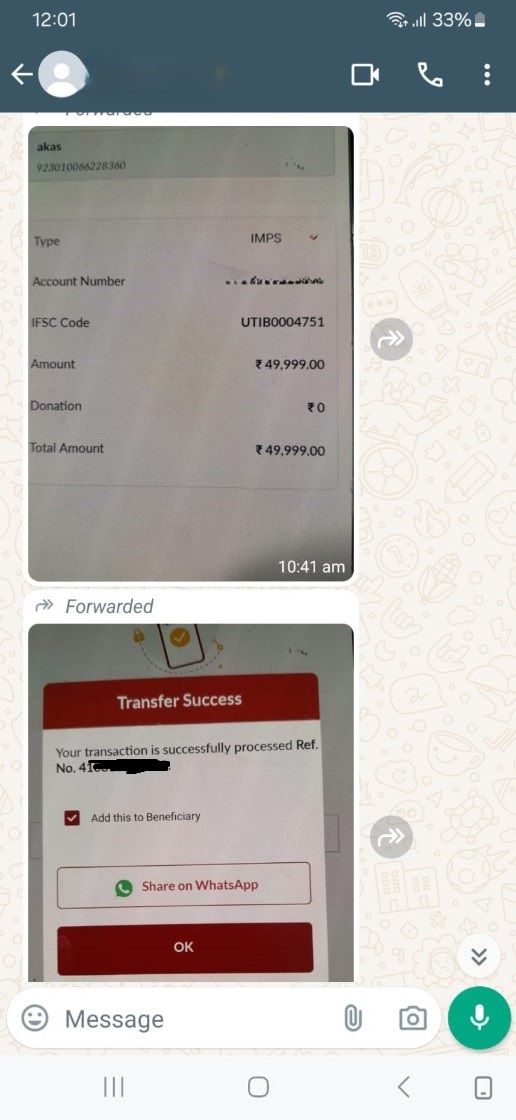 12:01
33%
Forwarded
akas
923010066228360
Type IMPS
Account Number
IFSC Code UTIB0004751
Amount ₹ 49,999.00
Donation ₹ 0
Total Amount ₹ 49,999.00
10:41 am
Forwarded
Transfer Success
Your transaction is successfully processed Ref.
No. 41
Add this to Beneficiary
Share on WhatsApp
OK
Message